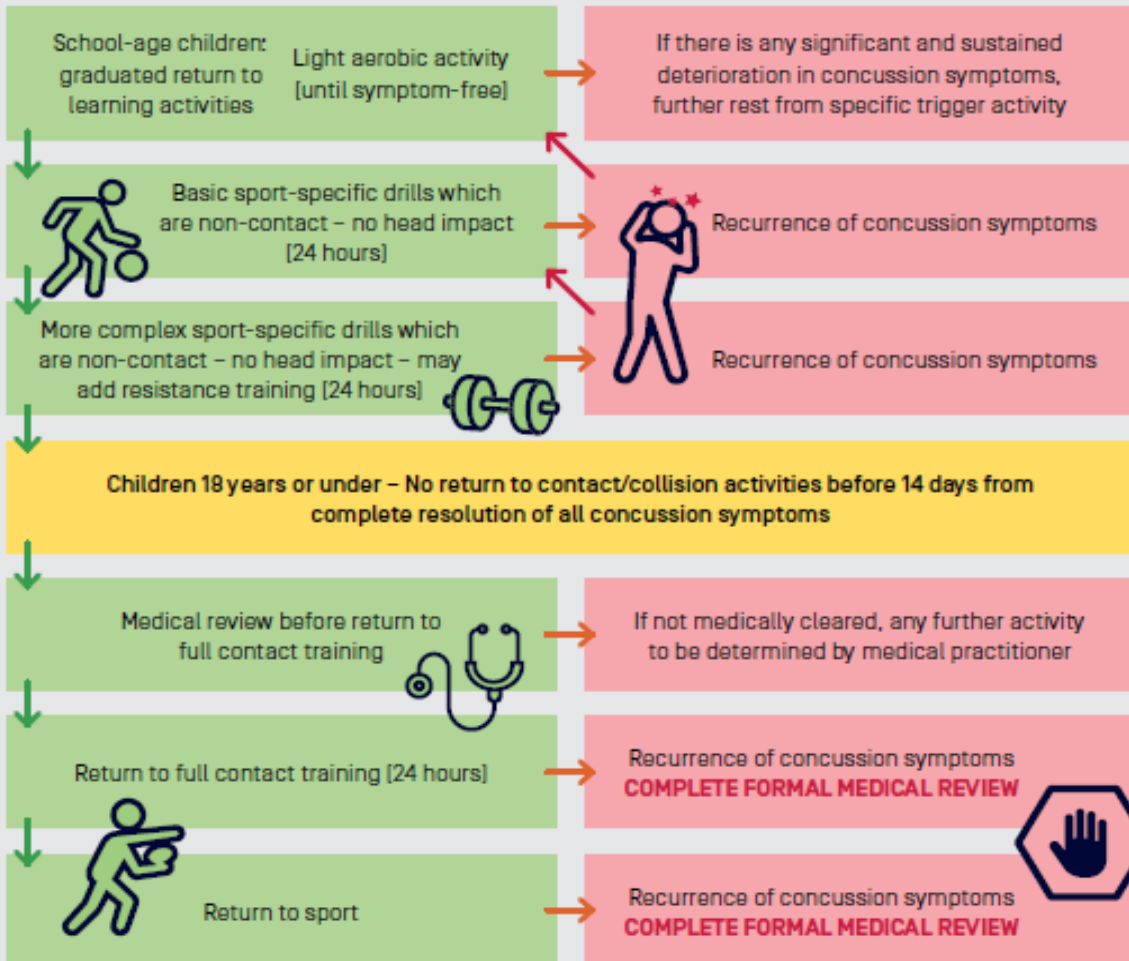 School-age children:
graduated return to
learning activities
Light aerobic activity
[until symptom-free]
If there is any significant and sustained
deterioration in concussion symptoms,
further rest from specific trigger activity
Basic sport-specific drills which
are non-contact – no head impact
[24 hours]
Recurrence of concussion symptoms
More complex sport-specific drills which
are non-contact – no head impact – may
add resistance training [24 hours]
Recurrence of concussion symptoms
Children 18 years or under – No return to contact/collision activities before 14 days from
complete resolution of all concussion symptoms
Medical review before return to
full contact training
If not medically cleared, any further activity
to be determined by medical practitioner
Return to full contact training [24 hours]
Recurrence of concussion symptoms
COMPLETE FORMAL MEDICAL REVIEW
Return to sport
Recurrence of concussion symptoms
COMPLETE FORMAL MEDICAL REVIEW